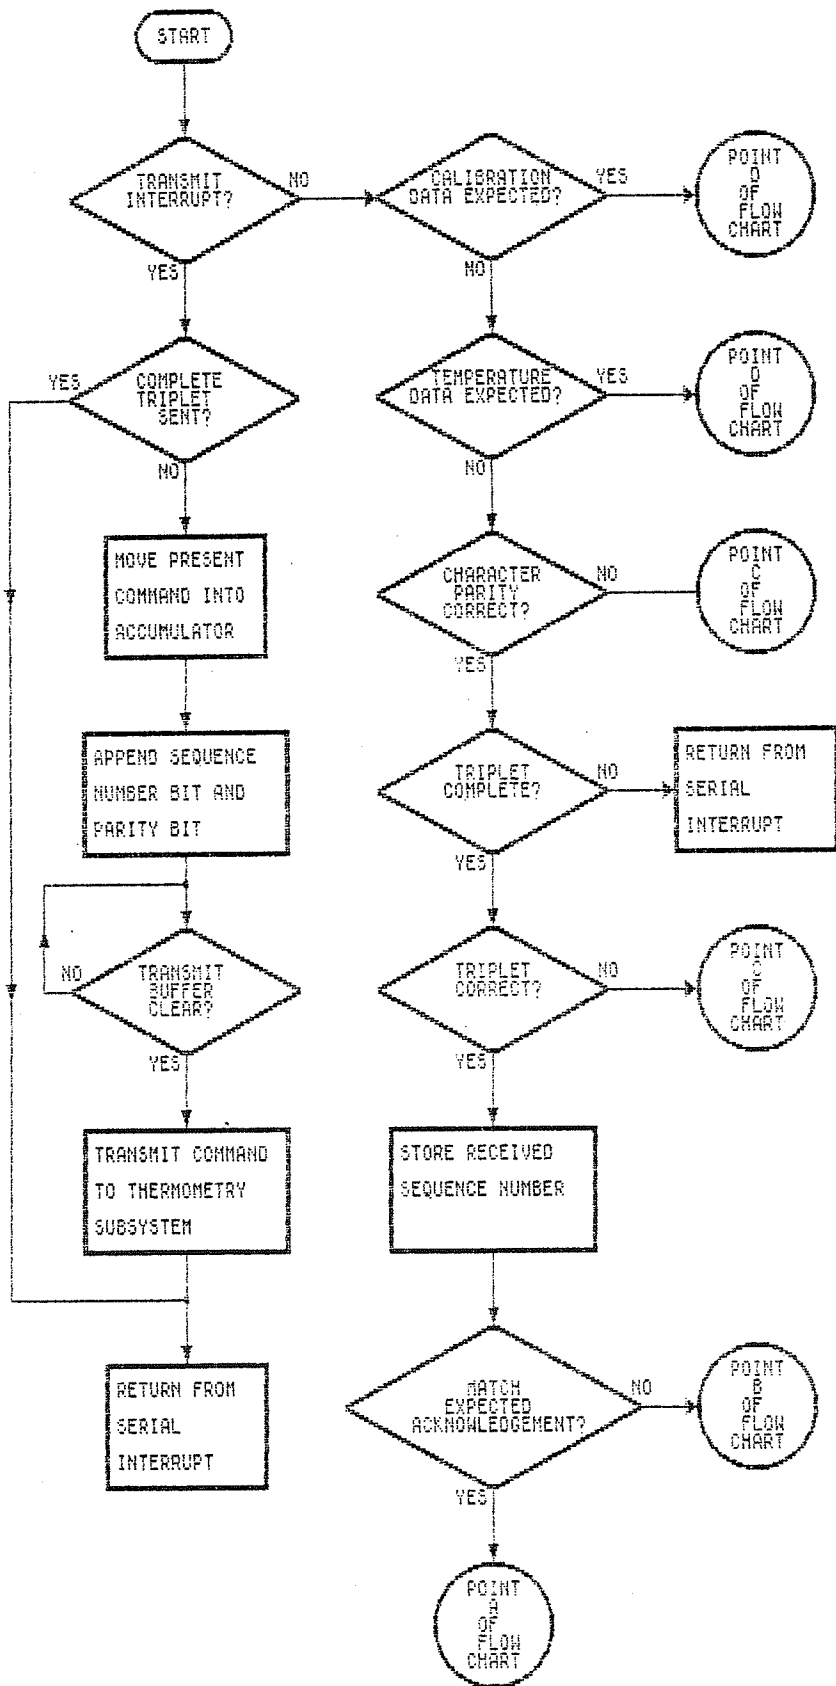 START
TRANSMIT
INTERRUPT?
NO
YES
CALIBRATION
DATA EXPECTED?
YES
NO
POINT
D
OF
FLOW
CHART
COMPLETE
TRIPLET
SENT?
YES
NO
TEMPERATURE
DATA EXPECTED?
YES
NO
POINT
D
OF
FLOW
CHART
MOVE PRESENT
COMMAND INTO
ACCUMULATOR
CHARACTER
PARITY
CORRECT?
NO
YES
POINT
C
OF
FLOW
CHART
APPEND SEQUENCE
NUMBER BIT AND
PARITY BIT
TRIPLET
COMPLETE?
NO
YES
RETURN FROM
SERIAL
INTERRUPT
TRANSMIT
BUFFER
CLEAR?
NO
YES
TRIPLET
CORRECT?
NO
YES
POINT
C
OF
FLOW
CHART
TRANSMIT COMMAND
TO THERMOMETRY
SUBSYSTEM
STORE RECEIVED
SEQUENCE NUMBER
RETURN FROM
SERIAL
INTERRUPT
MATCH
EXPECTED
ACKNOWLEDGEMENT?
NO
YES
POINT
B
OF
FLOW
CHART
POINT
A
OF
FLOW
CHART